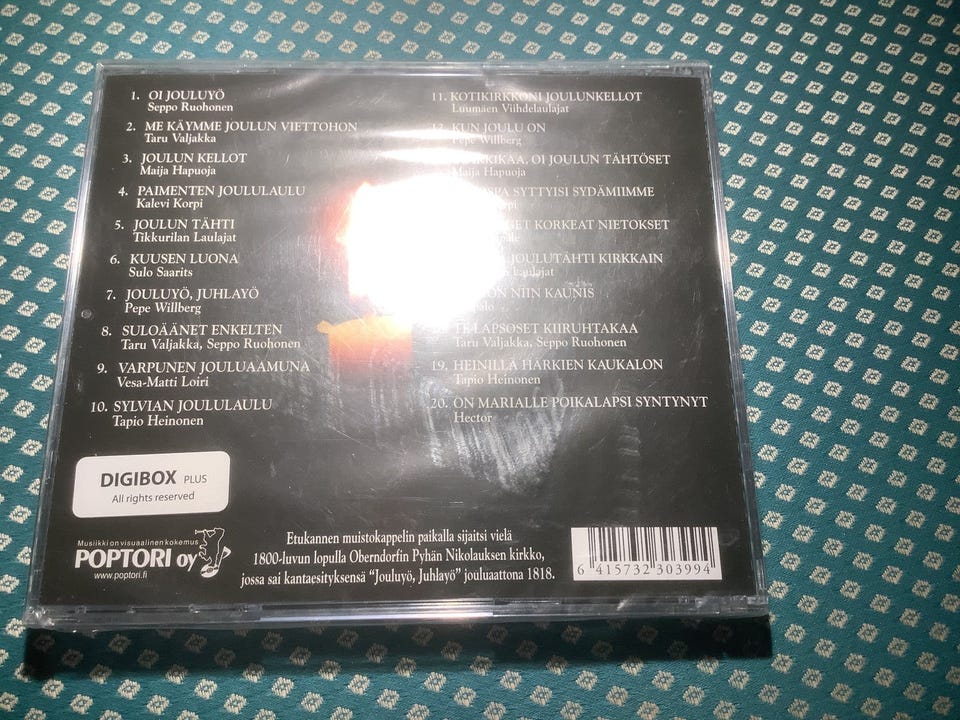 1. OI JOULUYÖ
Seppo Ruohonen
2. ME KÄYMME JOULUN VIETTOHON
Taru Valjakka
3. JOULUN KELLOT
Maija Hapuoja
4. PAIMENTEN JOULULAULU
Kalevi Korpi
5. JOULUN TÄHTI
Tikkurilan Laulajat
6. KUUSEN LUONA
Sulo Saarits
7. JOULUYÖ, JUHLAYÖ
Pepe Willberg
8. SULOÄÄNET ENKELTEN
Taru Valjakka, Seppo Ruohonen
9. VARPUNEN JOULUAAMUNA
Vesa-Matti Loiri
10. SYLVIAN JOULULAULU
Tapio Heinonen
11. KOTIKIRKKONI JOULUNKELLOT
Luumäen Viihdelaulajat
12. KUN JOULU ON
Pepe Willberg
OI JOULUN TÄHTÖSET
Maija Hapuoja
SYTTYISI SYDÄMIIMME
KORKEAT NIETOKSET
JOULUTÄHTI KIRKKAIN
Laulajat
ON NIIN KAUNIS
LAPSOSET KIIRUHTAKAA
Taru Valjakka, Seppo Ruohonen
19. HEINILLÄ HÄRKIEN KAUKALON
Tapio Heinonen
20. ON MARIALLE POIKALAPSI SYNTYNYT
Hector
DIGIBOX PLUS
All rights reserved
Musiikki on visuaalinen kokemus
POPTORI oy
www.poptori.fi
Etukannen muistokappelin paikalla sijaitsi vielä
1800-luvun lopulla Oberndorfin Pyhän Nikolauksen kirkko,
jossa sai kantaesityksensä "Jouluyö, Juhlayö" jouluaattona 1818.
6 415732 303994